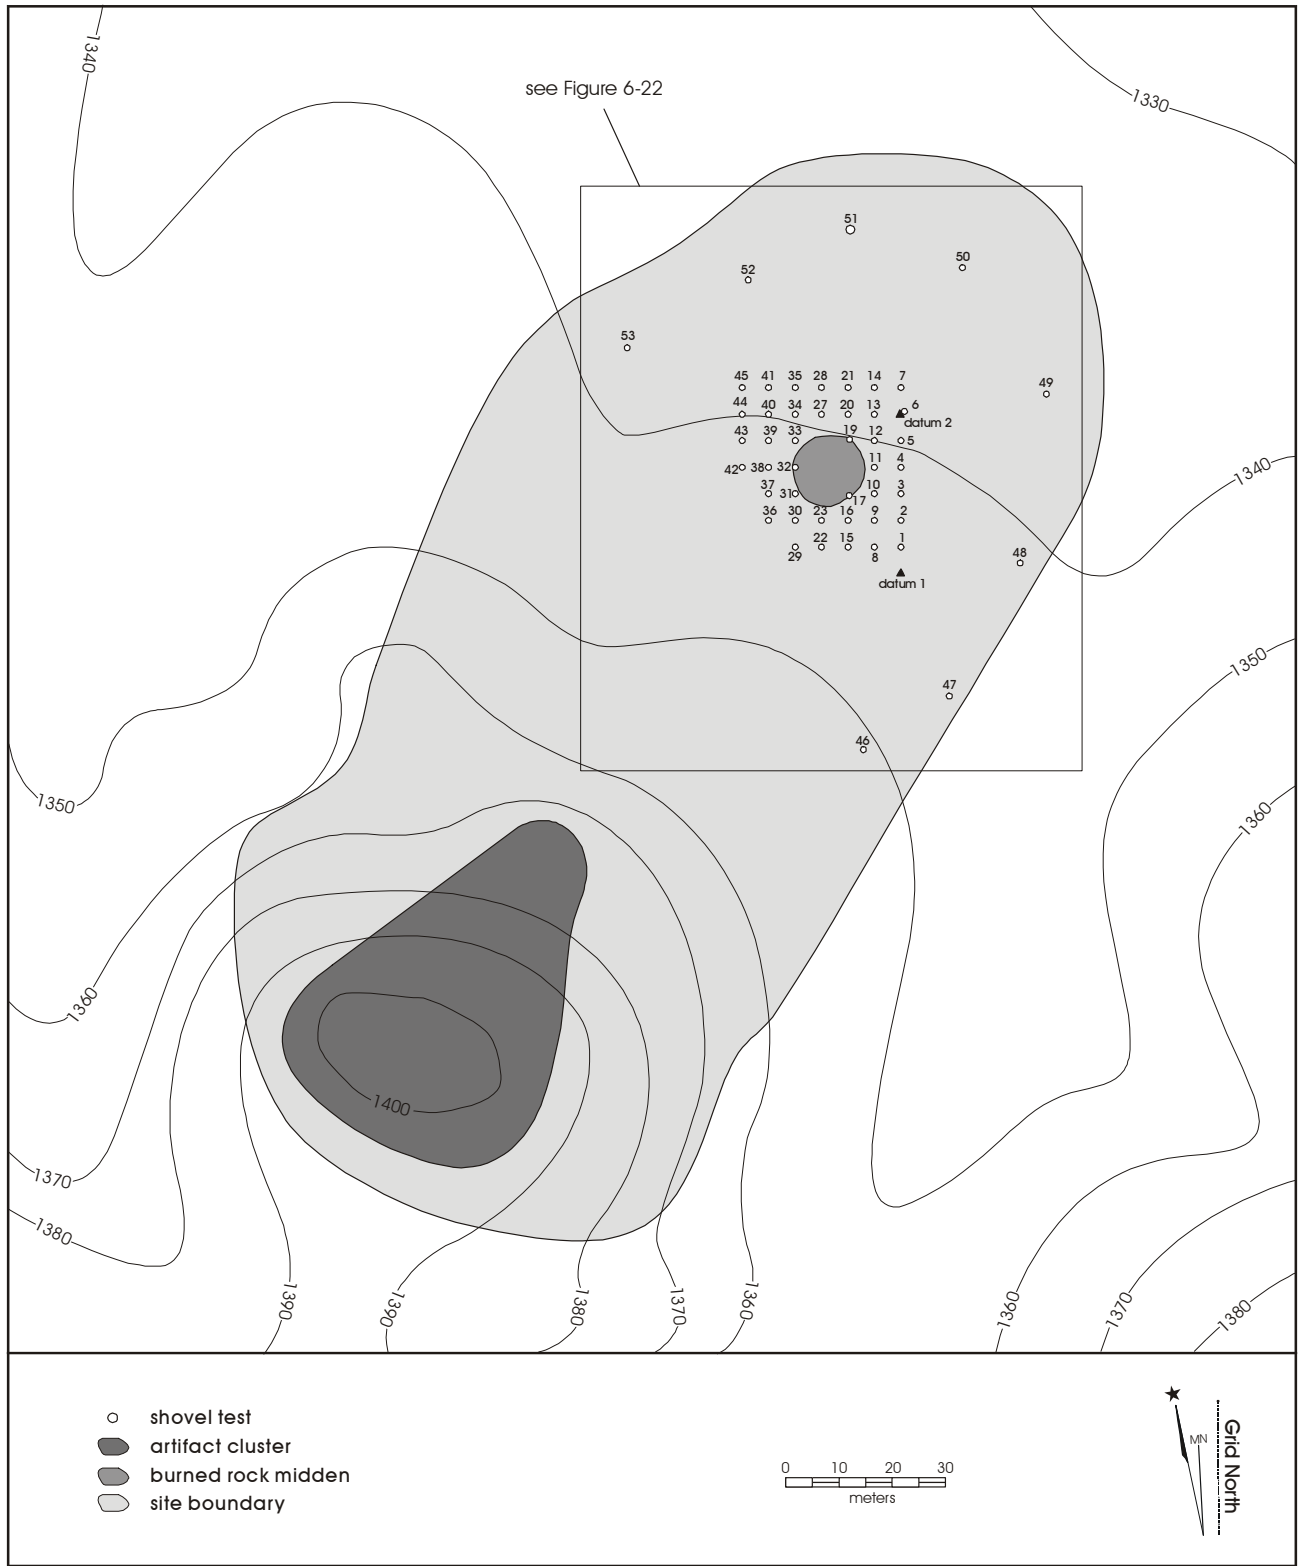 1340
see Figure 6-22
1330
51
50
52
53
45 41 35 28 21 14 7
49
44 40 34 27 20 13 6
datum 2
43 39 33 19 12 5
42 38 32 11 4
1340
37 31 17 10 3
36 30 23 16 9 2
22 15 1
29 8
48
datum 1
1350
47
46
1350
1360
1360
1400
1370
1380
1390
1390
1380
1370
1360
1360
1370
1380
shovel test
artifact cluster
burned rock midden
site boundary
0 10 20 30
meters
MN
Grid North